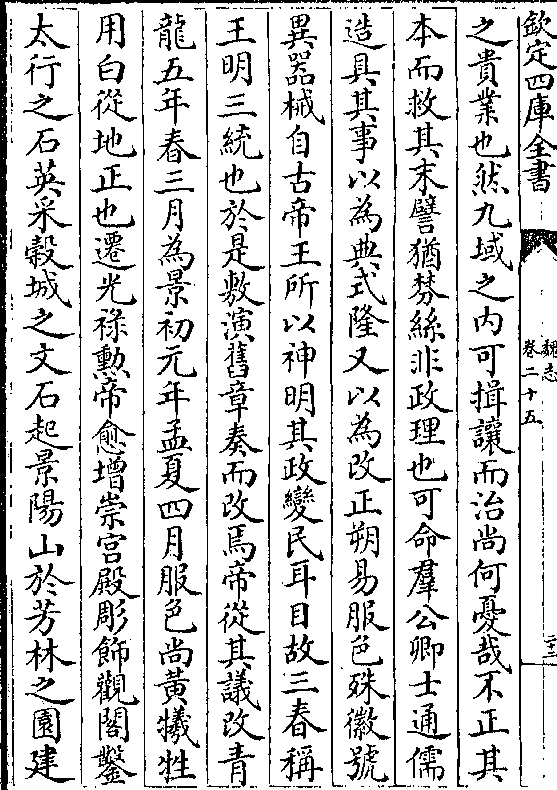 欽定四庫全書
魏志
卷二十五
二十二
之貴業也然九域之内可揖讓而治尚何憂哉不正其
本而救其末譬猶棼絲非政理也可命羣公卿士通儒
造具其事以為典式隆又以為改正朔易服色殊徽號
異器械自古帝王所以神明其政變民耳目故三春稱
王明三統也於是敷演舊章奏而改焉帝從其議改青
龍五年春三月為景初元年孟夏四月服色尚黃犧牲
用白從地正也遷光祿勲帝愈增崇宫殿彫飾觀閣鑿
太行之石英采穀城之文石起景陽山於芳林之園建